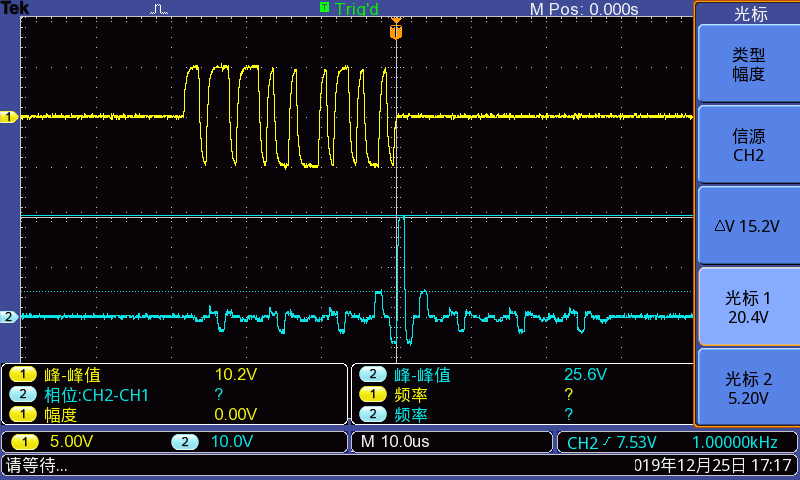 Tek T Trig'd M Pos: 0.000s 光标
T
类型
幅度
1
信源
CH2
△V 15.2V
光标 1
20.4V
2
光标 2
5.20V
1 峰-峰值 10.2V
2 相位:CH2-CH1 ?
1 幅度 0.00V
2 峰-峰值 25.6V
1 频率 ?
2 频率 ?
1 5.00V 2 10.0V M 10.0us CH2 7.53V 1.00000kHz
请等待... 019年12月25日 17:17